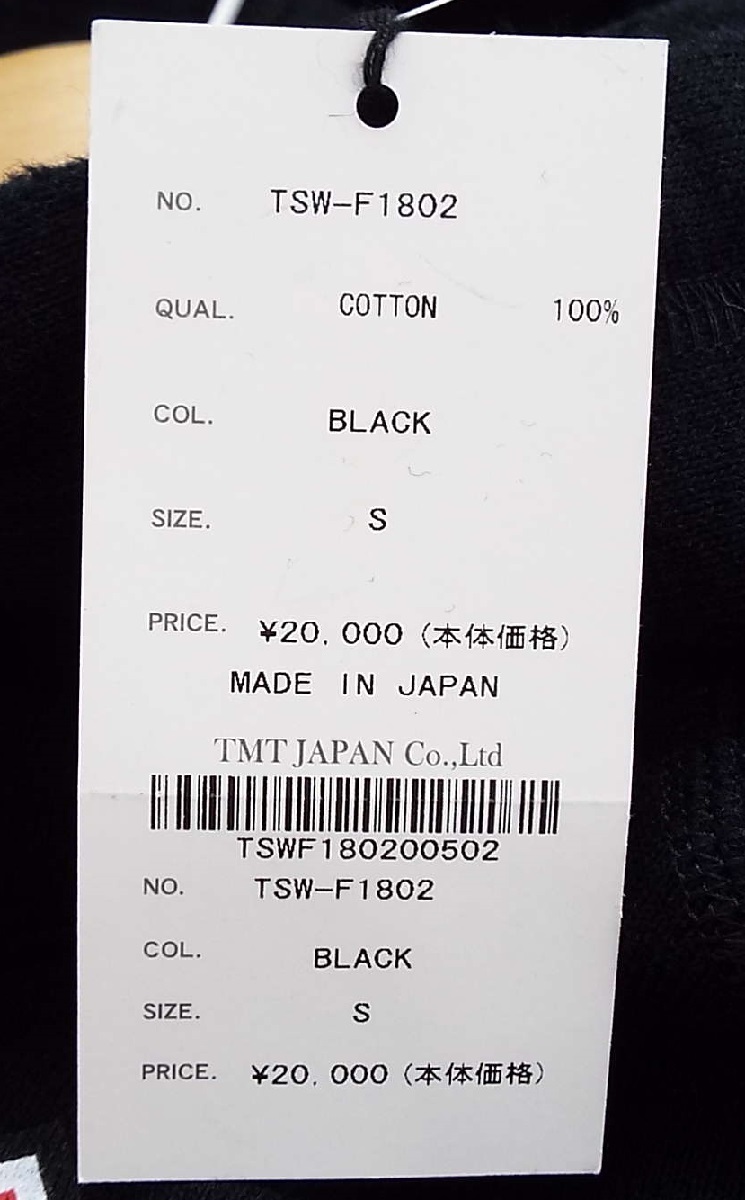 NO. TSW-F1802
QUAL. COTTON 100%
COL. BLACK
SIZE. S
PRICE. ¥20,000 (本体価格)
MADE IN JAPAN
TMT JAPAN Co.,Ltd
TSWF180200502
NO. TSW-F1802
COL. BLACK
SIZE. S
PRICE. ¥20,000 (本体価格)